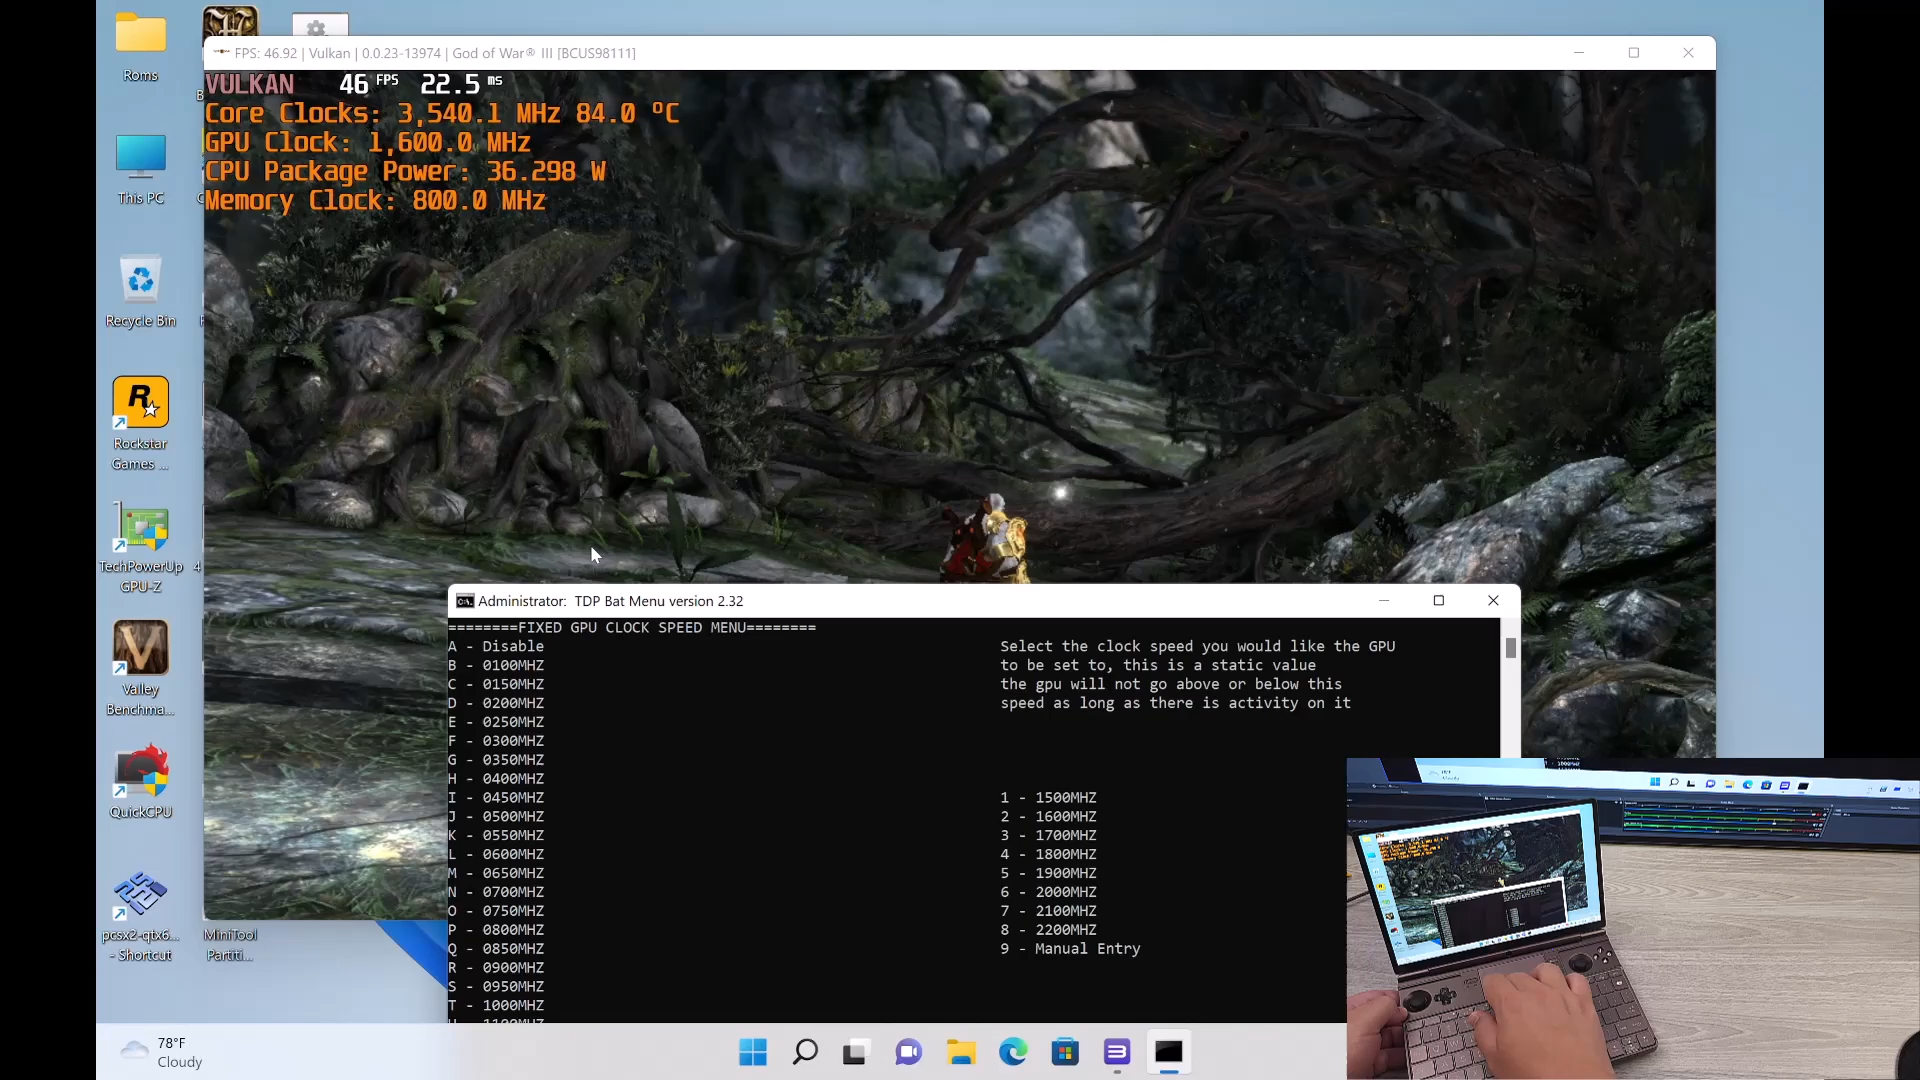 Roms
This PC
Recycle Bin
Rockstar
Games ...
TechPowerUp
GPU-Z
4
Valley
Benchma...
QuickCPU
pcsx2-qtx6...
- Shortcut
MiniTool
Partiti...
FPS: 46.92 | Vulkan | 0.0.23-13974 | God of War® III [BCUS98111]
VULKAN 46 FPS 22.5 ms
Core Clocks: 3,540.1 MHz 84.0 ºC
GPU Clock: 1,600.0 MHz
CPU Package Power: 36.298 W
Memory Clock: 800.0 MHz
Administrator: TDP Bat Menu version 2.32
========FIXED GPU CLOCK SPEED MENU========
A - Disable
B - 0100MHZ
C - 0150MHZ
D - 0200MHZ
E - 0250MHZ
F - 0300MHZ
G - 0350MHZ
H - 0400MHZ
I - 0450MHZ
J - 0500MHZ
K - 0550MHZ
L - 0600MHZ
M - 0650MHZ
N - 0700MHZ
O - 0750MHZ
P - 0800MHZ
Q - 0850MHZ
R - 0900MHZ
S - 0950MHZ
T - 1000MHZ
U - 1100MHZ
Select the clock speed you would like the GPU
to be set to, this is a static value
the gpu will not go above or below this
speed as long as there is activity on it
1 - 1500MHZ
2 - 1600MHZ
3 - 1700MHZ
4 - 1800MHZ
5 - 1900MHZ
6 - 2000MHZ
7 - 2100MHZ
8 - 2200MHZ
9 - Manual Entry
78°F
Cloudy